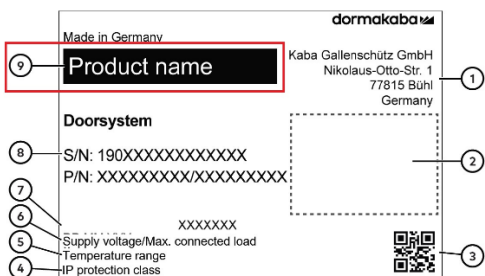 dormakaba
Made in Germany
Kaba Gallenschütz GmbH
Nikolaus-Otto-Str. 1
77815 Bühl
Germany
9
Product name
1
Doorsystem
8
S/N: 190XXXXXXXXXXXX
P/N: XXXXXXXXX/XXXXXXXXX
2
7
XXXXXXX
6
Supply voltage/Max. connected load
5
Temperature range
4
IP protection class
3